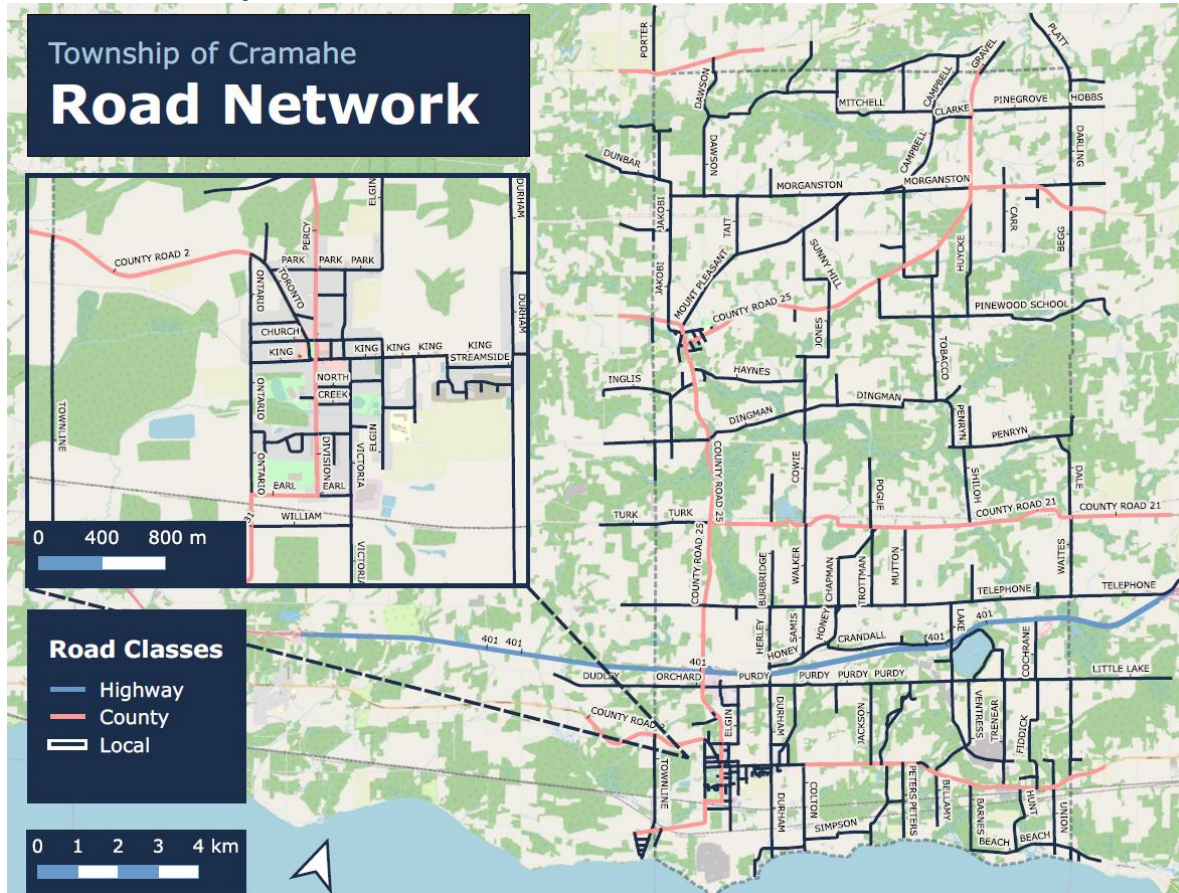 Township of Cramahe
Road Network
PORTER
DAWSON
MITCHELL
CAMPBELL
GRAVEL
PLATT
CLARKE
PINEGROVE
HOBBS
DUNBAR
DAWSON
CAMPBELL
DARLING
MORGANSTON
MORGANSTON
JAKOBI
TAIT
SUNNY HILL
HUYCKE
CARR
BEGG
JAKOBI
MOUNT PLEASANT
COUNTY ROAD 25
PINEWOOD SCHOOL
JONES
TOBACCO
INGLIS
HAYNES
DINGMAN
DINGMAN
PENRYN
PENRYN
COUNTY ROAD 25
COWIE
POGUE
SHILOH
DALE
TURK
TURK
COUNTY ROAD 21
COUNTY ROAD 21
COUNTY ROAD 25
BURBRIDGE
WALKER
CHAPMAN
TROTTMAN
MUTTON
WAITES
TELEPHONE
TELEPHONE
HERLEY
SAMIS
HONEY
HONEY
CRANDALL
LAKE
COCHRANE
401
401
401
401
DUDLEY
ORCHARD
PURDY
PURDY
PURDY
PURDY
LITTLE LAKE
COUNTY ROAD 2
ELGIN
DURHAM
JACKSON
VENTRESS
TRENEAR
FIDDICK
TOWNLINE
DURHAM
COLTON
SIMPSON
PETERS
PETERS
BELLAMY
BARNES
HUNT
UNION
BEACH
BEACH
COUNTY ROAD 2
PERCY
ELGIN
DURHAM
PARK
PARK
PARK
ONTARIO
TORONTO
DURHAM
CHURCH
KING
KING
KING
KING
KING
STREAMSIDE
NORTH
CREEK
ONTARIO
TOWNLINE
ELGIN
DIVISION
VICTORIA
ONTARIO
EARL
EARL
31
WILLIAM
VICTORIA
0 400 800 m
Road Classes
Highway
County
Local
0 1 2 3 4 km